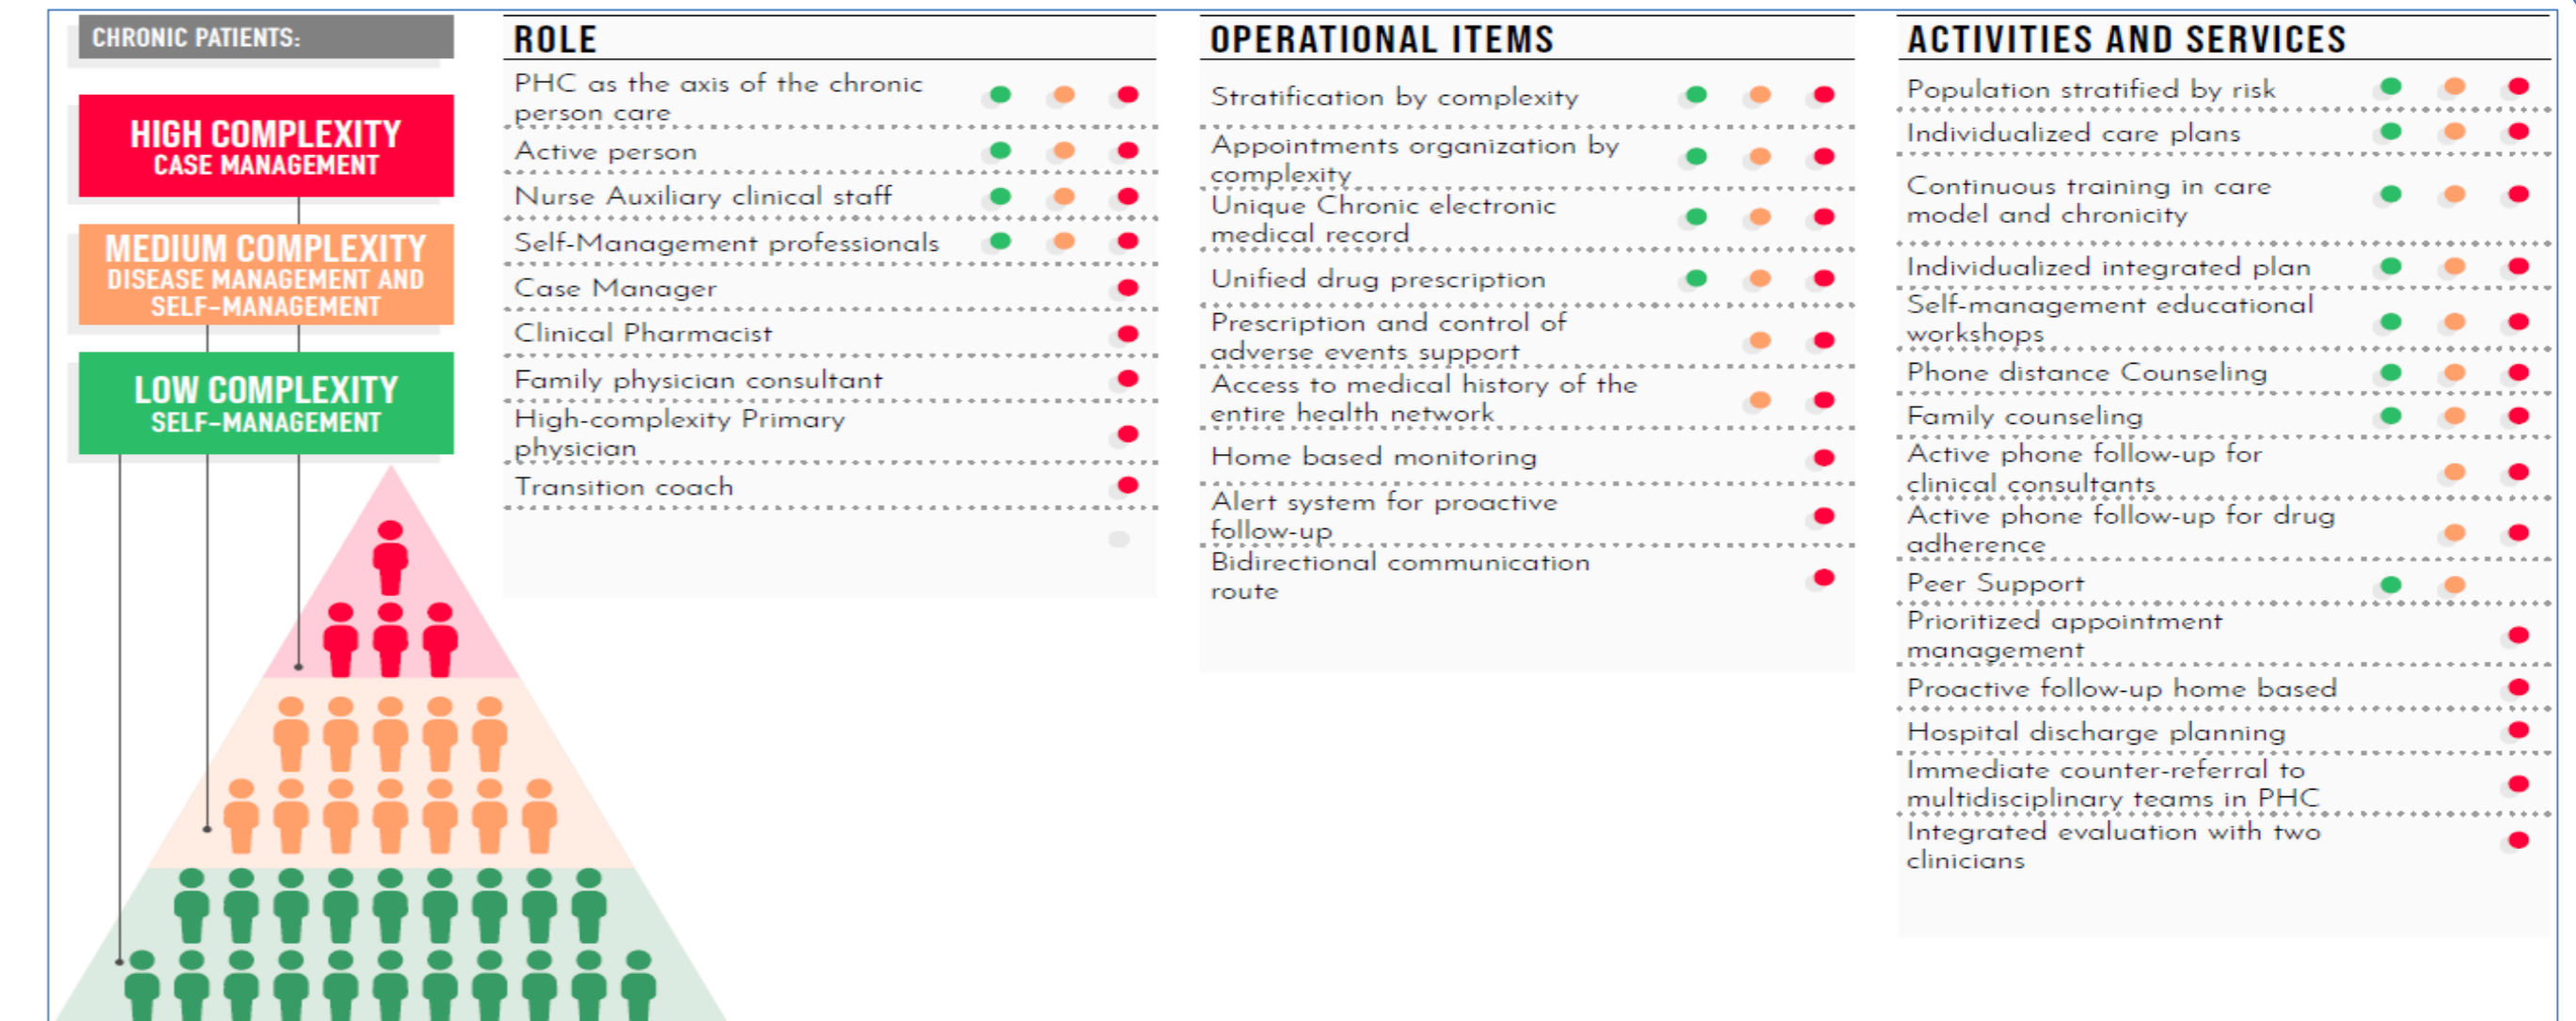 CHRONIC PATIENTS:
HIGH COMPLEXITY
CASE MANAGEMENT
MEDIUM COMPLEXITY
DISEASE MANAGEMENT AND
SELF-MANAGEMENT
LOW COMPLEXITY
SELF-MANAGEMENT
ROLE
PHC as the axis of the chronic
person care
Active person
Nurse Auxiliary clinical staff
Self-Management professionals
Case Manager
Clinical Pharmacist
Family physician consultant
High-complexity Primary
physician
Transition coach
OPERATIONAL ITEMS
Stratification by complexity
Appointments organization by
complexity
Unique Chronic electronic
medical record
Unified drug prescription
Prescription and control of
adverse events support
Access to medical history of the
entire health network
Home based monitoring
Alert system for proactive
follow-up
Bidirectional communication
route
ACTIVITIES AND SERVICES
Population stratified by risk
Individualized care plans
Continuous training in care
model and chronicity
Individualized integrated plan
Self-management educational
workshops
Phone distance Counseling
Family counseling
Active phone follow-up for
clinical consultants
Active phone follow-up for drug
adherence
Peer Support
Prioritized appointment
management
Proactive follow-up home based
Hospital discharge planning
Immediate counter-referral to
multidisciplinary teams in PHC
Integrated evaluation with two
clinicians